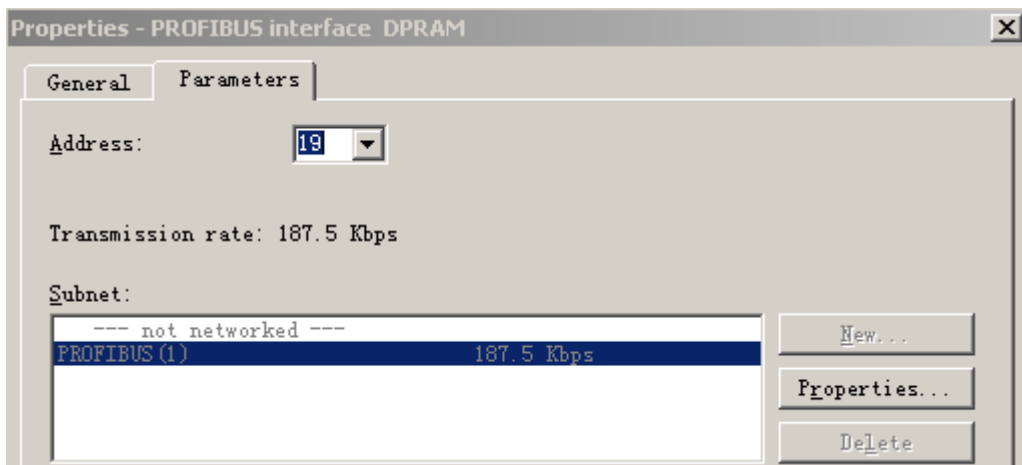 Properties - PROFIBUS interface DPRAM
General Parameters
Address: 19
Transmission rate: 187.5 Kbps
Subnet:
--- not networked ---
PROFIBUS(1) 187.5 Kbps
New...
Properties...
Delete